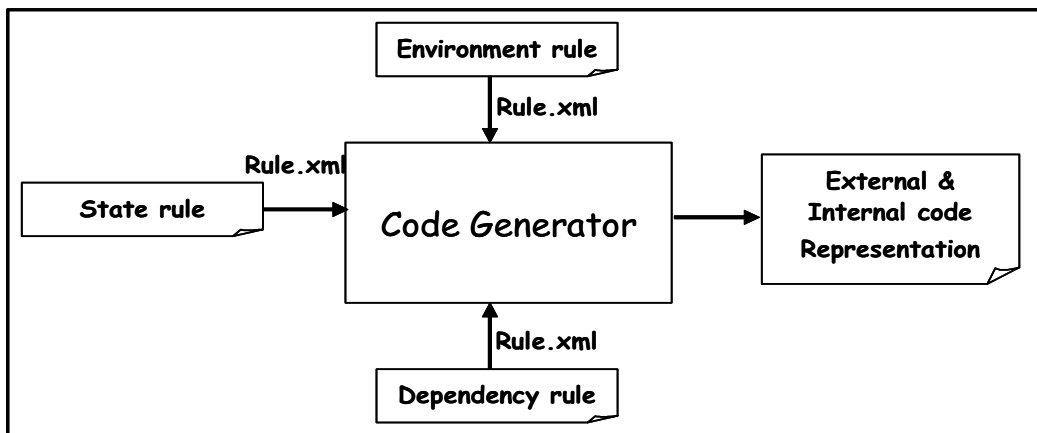 Environment rule
Rule.xml
Rule.xml
State rule
Code Generator
External &
Internal code
Representation
Rule.xml
Dependency rule